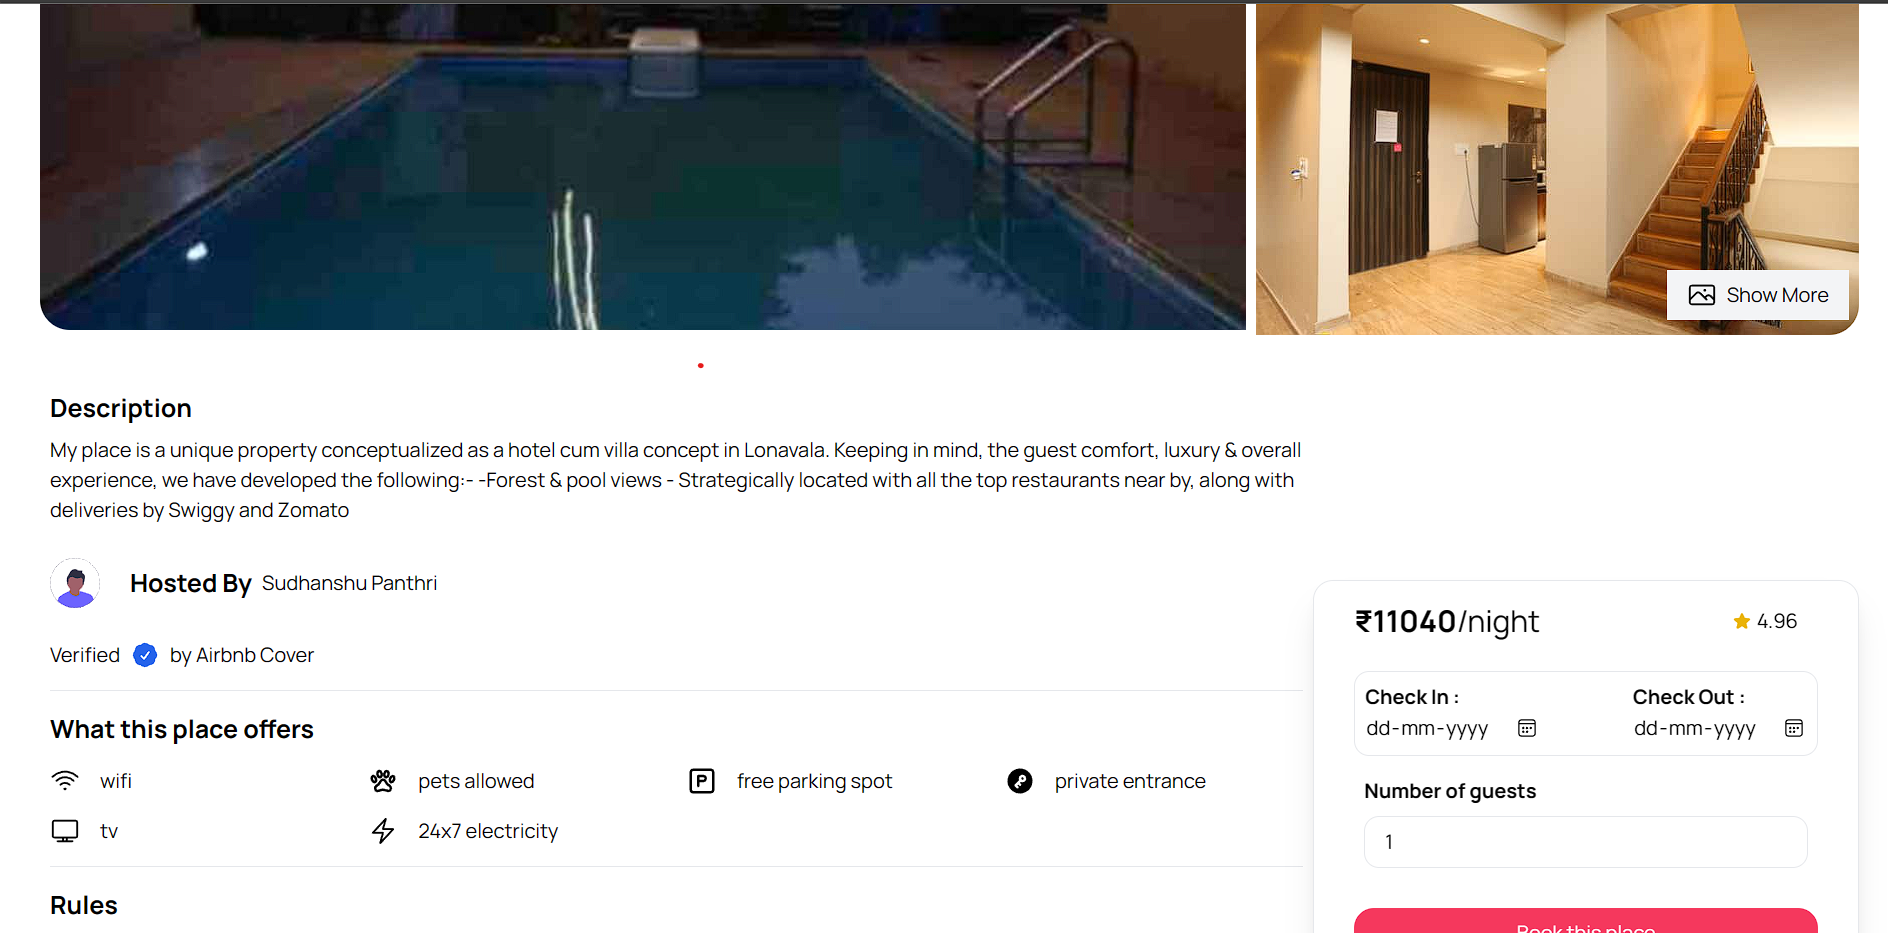 Show More
Description
My place is a unique property conceptualized as a hotel cum villa concept in Lonavala. Keeping in mind, the guest comfort, luxury & overall
experience, we have developed the following:- -Forest & pool views - Strategically located with all the top restaurants near by, along with
deliveries by Swiggy and Zomato
Hosted By Sudhanshu Panthri
Verified by Airbnb Cover
What this place offers
wifi pets allowed free parking spot private entrance
tv 24x7 electricity
Rules
₹11040/night 4.96
Check In : Check Out :
dd-mm-yyyy dd-mm-yyyy
Number of guests
1
Book this place